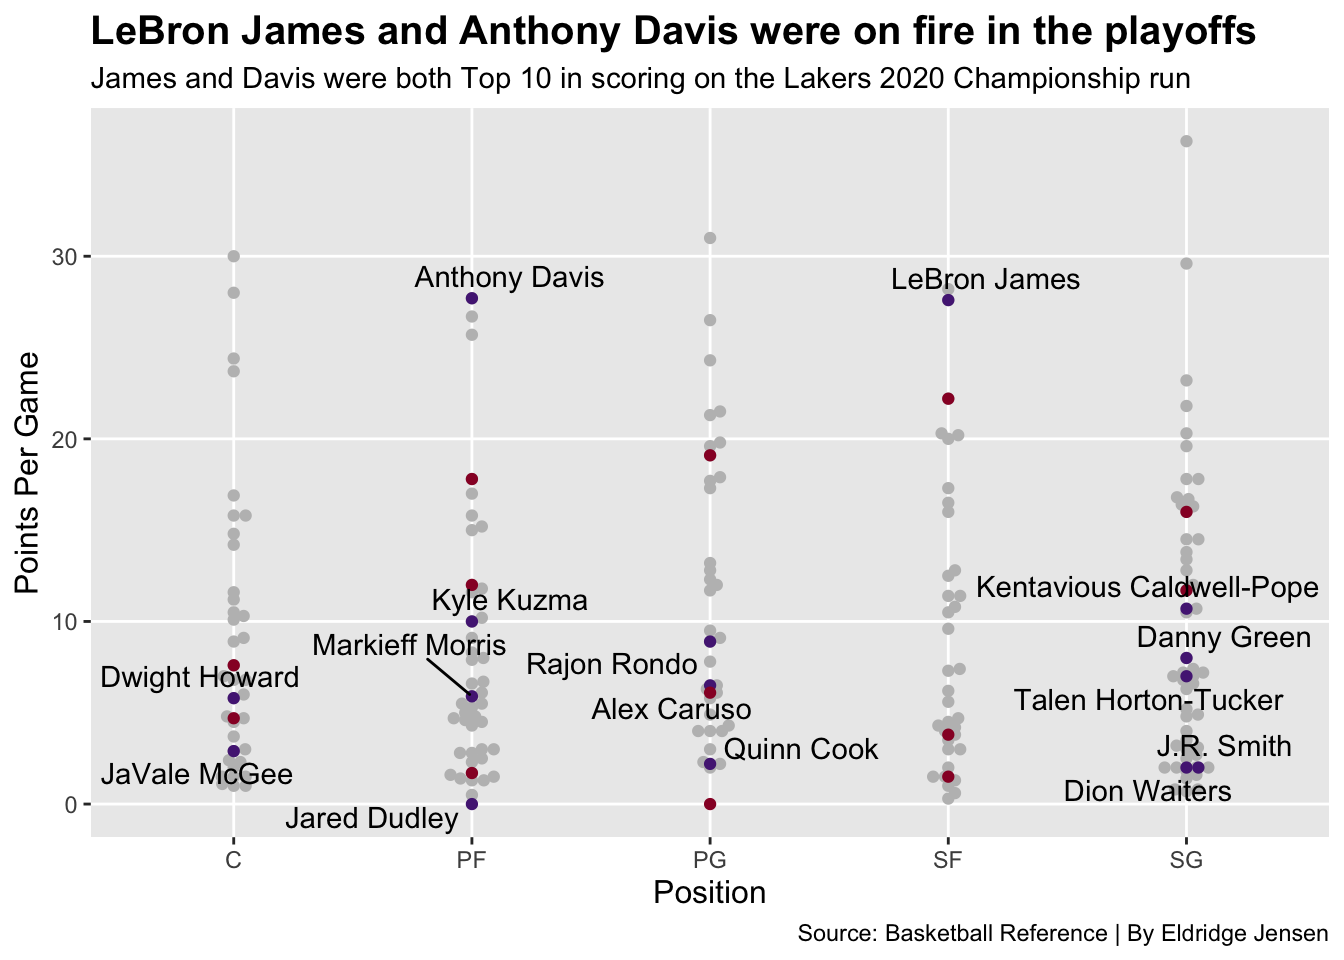 LeBron James and Anthony Davis were on fire in the playoffs
James and Davis were both Top 10 in scoring on the Lakers 2020 Championship run
Points Per Game
30
20
10
0
Anthony Davis
LeBron James
Kentavious Caldwell-Pope
Kyle Kuzma
Markieff Morris
Danny Green
Rajon Rondo
Dwight Howard
Talen Horton-Tucker
Alex Caruso
Quinn Cook
J.R. Smith
JaVale McGee
Dion Waiters
Jared Dudley
C
PF
PG
SF
SG
Position
Source: Basketball Reference | By Eldridge Jensen